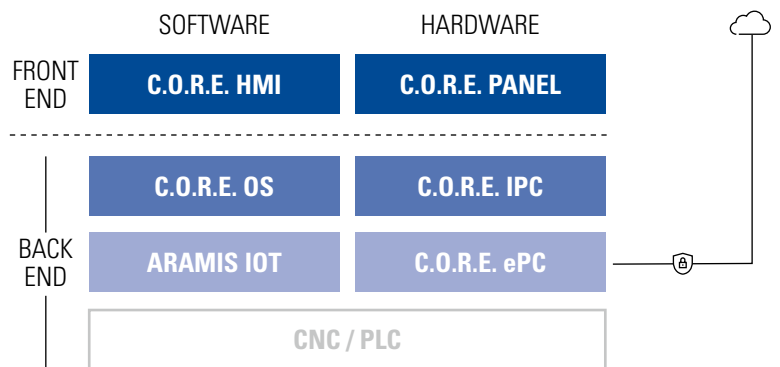 SOFTWARE HARDWARE
FRONT
END
C.O.R.E. HMI C.O.R.E. PANEL
C.O.R.E. OS C.O.R.E. IPC
BACK
END
ARAMIS IOT C.O.R.E. ePC
CNC / PLC